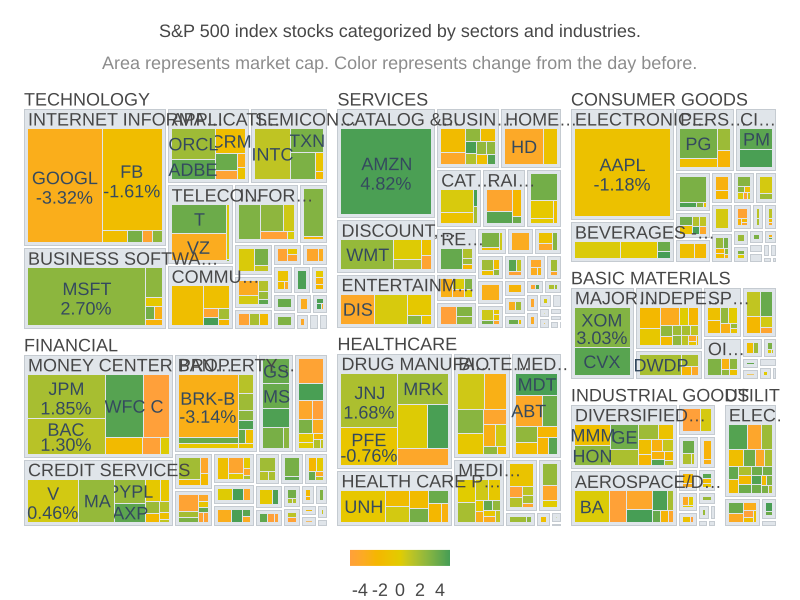 S&P 500 index stocks categorized by sectors and industries.
Area represents market cap. Color represents change from the day before.
TECHNOLOGY
INTERNET INFORMA…
GOOGL
-3.32%
FB
-1.61%
BUSINESS SOFTWA…
MSFT
2.70%
APPLICATI…
ORCL
CRM
ADBE
SEMICON…
INTC
TXN
TELECO…
T
VZ
INFOR…
COMMU…
SERVICES
CATALOG &…
AMZN
4.82%
BUSIN…
HOME…
HD
CAT…
RAI…
DISCOUNT,…
WMT
RE…
ENTERTAINM…
DIS
CONSUMER GOODS
ELECTRONIC…
AAPL
-1.18%
PERS…
PG
CI…
PM
BEVERAGES -…
BASIC MATERIALS
MAJOR…
XOM
3.03%
CVX
INDEPE…
SP…
DWDP
OI…
FINANCIAL
MONEY CENTER BAN…
JPM
1.85%
WFC
C
BAC
1.30%
PROPERTY…
BRK-B
-3.14%
GS
MS
CREDIT SERVICES
V
0.46%
MA
PYPL
AXP
HEALTHCARE
DRUG MANUFA…
JNJ
1.68%
MRK
PFE
-0.76%
BIOTE…
MED…
MDT
ABT
HEALTH CARE P…
UNH
MEDI…
INDUSTRIAL GOODS
DIVERSIFIED…
MMM
GE
HON
AEROSPACE/D…
BA
UTILIT…
ELEC…
-4 -2 0 2 4